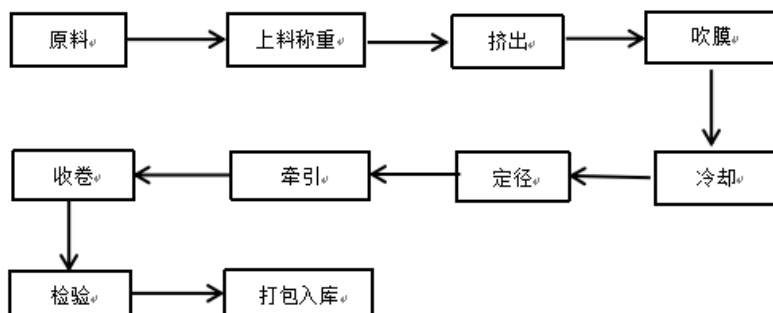 原料
上料称重
挤出
吹膜
冷却
定径
牵引
收卷
检验
打包入库